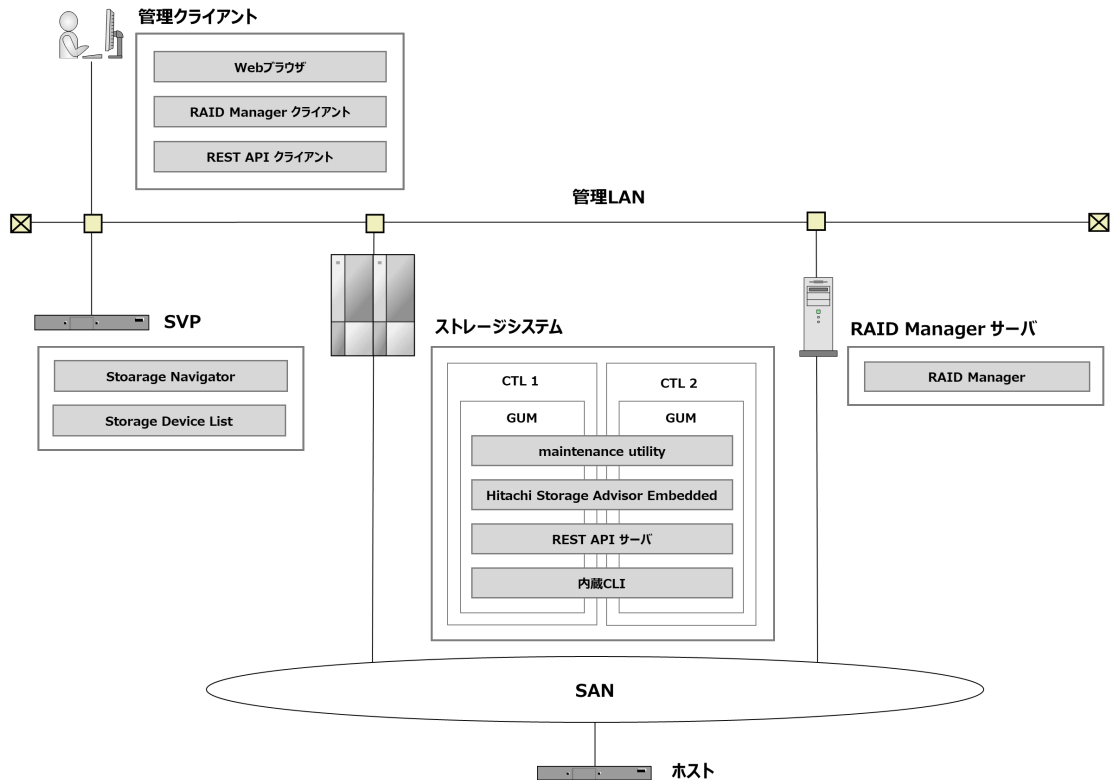 管理クライアント
Webブラウザ
RAID Manager クライアント
REST API クライアント
管理LAN
SVP
Stoarage Navigator
Storage Device List
ストレージシステム
CTL 1
CTL 2
GUM
GUM
maintenance utility
Hitachi Storage Advisor Embedded
REST API サーバ
内蔵CLI
RAID Manager サーバ
RAID Manager
SAN
ホスト